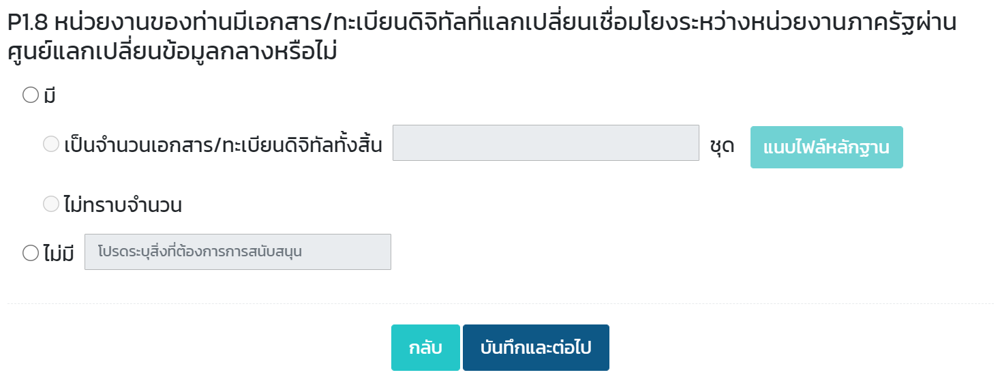 P1.8 หน่วยงานของท่านมีเอกสาร/ทะเบียนดิจิทัลที่แลกเปลี่ยนเชื่อมโยงระหว่างหน่วยงานภาครัฐผ่าน
ศูนย์แลกเปลี่ยนข้อมูลกลางหรือไม่
มี
เป็นจำนวนเอกสาร/ทะเบียนดิจิทัลทั้งสิ้น ชุด แนบไฟล์หลักฐาน
ไม่ทราบจำนวน
ไม่มี โปรดระบุสิ่งที่ต้องการการสนับสนุน
กลับ บันทึกและต่อไป